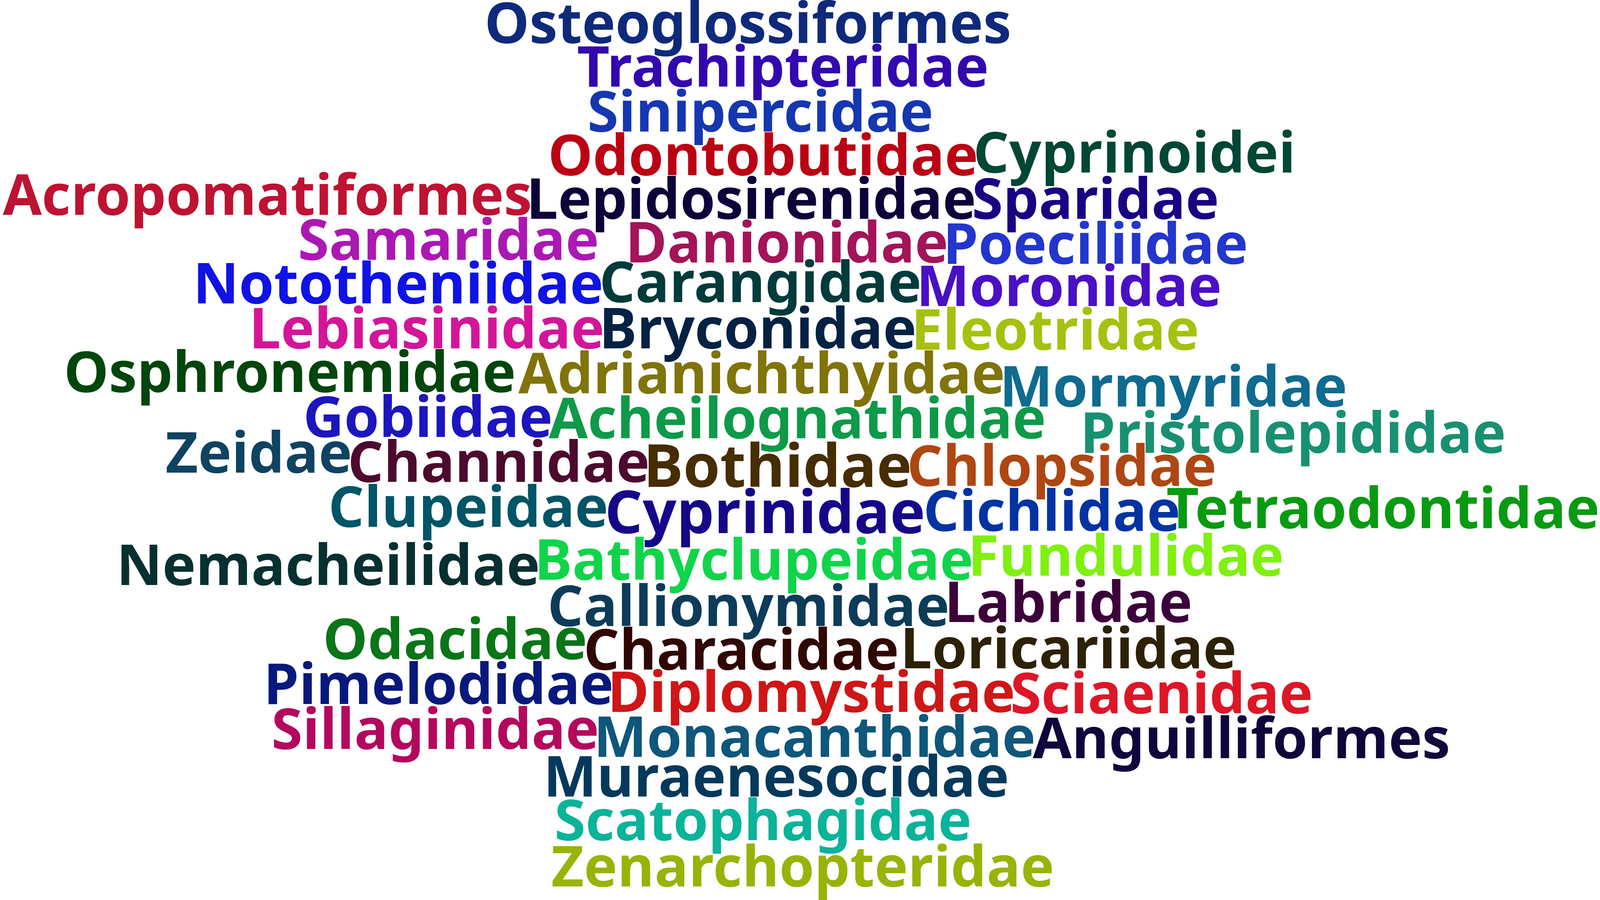 Osteoglossiformes
Trachipteridae
Sinipercidae
Odontobutidae Cyprinoidei
Acropomatiformes Lepidosirenidae Sparidae
Samaridae Danionidae Poeciliidae
Nototheniidae Carangidae Moronidae
Lebiasinidae Bryconidae Eleotridae
Osphronemidae Adrianichthyidae Mormyridae
Gobiidae Acheilognathidae Pristolepididae
Zeidae Channidae Bothidae Chlopsidae
Clupeidae Cyprinidae Cichlidae Tetraodontidae
Nemacheilidae Bathyclupeidae Fundulidae
Callionymidae Labridae
Odacidae Characidae Loricariidae
Pimelodidae Diplomystidae Sciaenidae
Sillaginidae Monacanthidae Anguilliformes
Muraenesocidae
Scatophagidae
Zenarchopteridae